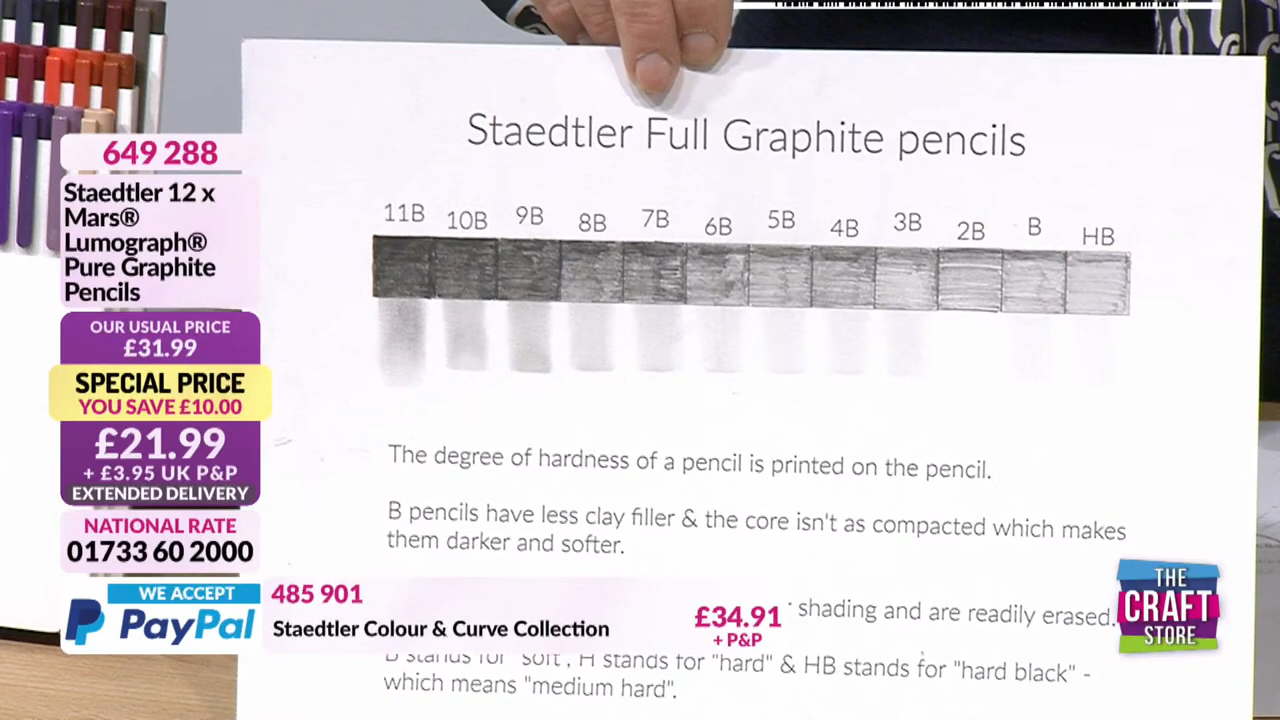 Staedtler Full Graphite pencils
11B 10B 9B 8B 7B 6B 5B 4B 3B 2B B HB
The degree of hardness of a pencil is printed on the pencil.
B pencils have less clay filler & the core isn't as compacted which makes
them darker and softer.
shading and are readily erased.
B stands for "soft", H stands for "hard" & HB stands for "hard black" -
which means "medium hard".
649 288
Staedtler 12 x
Mars®
Lumograph®
Pure Graphite
Pencils
OUR USUAL PRICE
£31.99
SPECIAL PRICE
YOU SAVE £10.00
£21.99
+ £3.95 UK P&P
EXTENDED DELIVERY
NATIONAL RATE
01733 60 2000
WE ACCEPT
PayPal
485 901
Staedtler Colour & Curve Collection
£34.91
+ P&P
THE
CRAFT
STORE